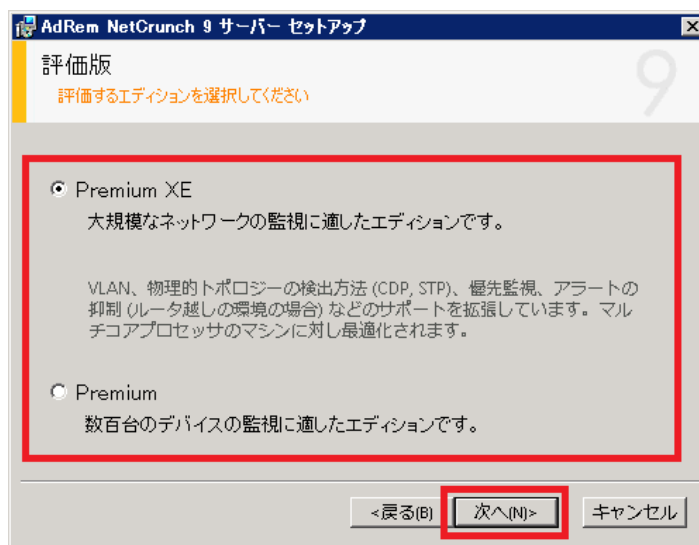 AdRem NetCrunch 9 サーバー セットアップ
評価版
評価するエディションを選択してください
9
Premium XE
大規模なネットワークの監視に適したエディションです。
VLAN、物理的トポロジーの検出方法 (CDP, STP)、優先監視、アラートの
抑制 (ルータ越しの環境の場合) などのサポートを拡張しています。マル
チコアプロセッサのマシンに対し最適化されます。
Premium
数百台のデバイスの監視に適したエディションです。
<戻る(B) 次へ(N)> キャンセル